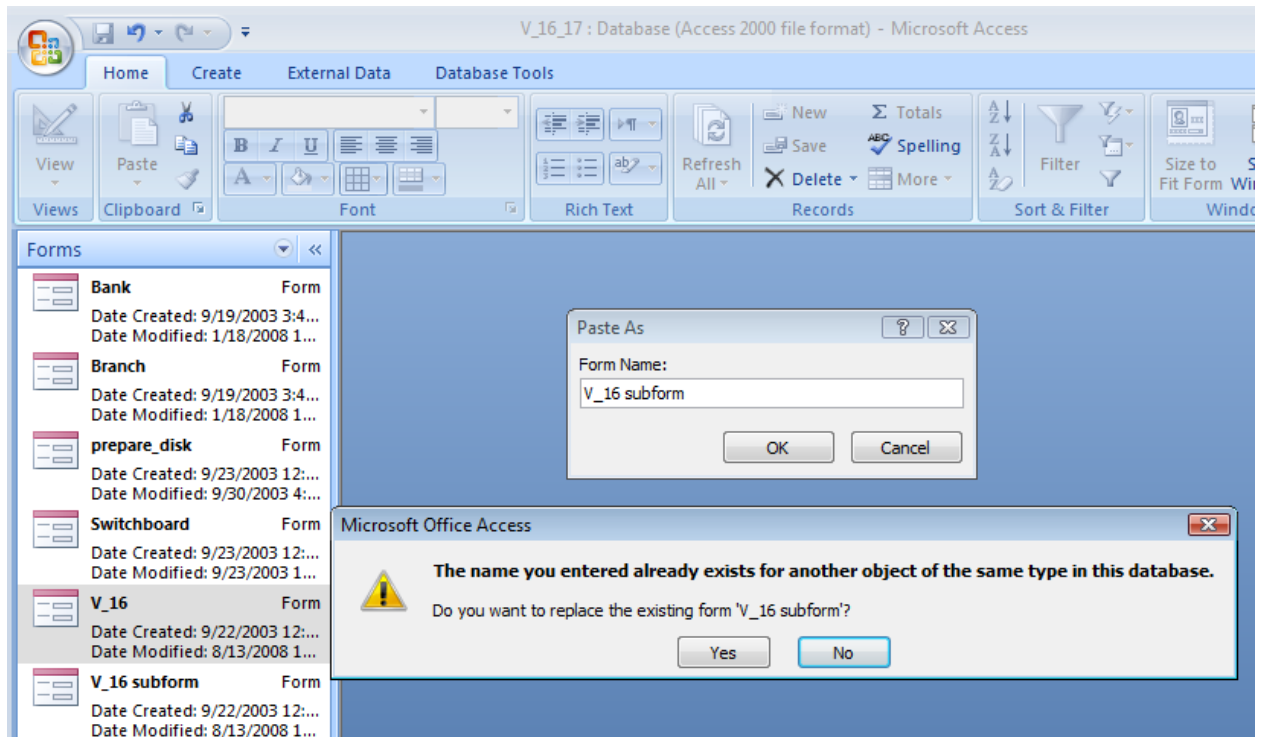 V_16_17 : Database (Access 2000 file format) - Microsoft Access
Home Create External Data Database Tools
View
Paste
B I U
A
ab
Refresh All
New
Save
Delete
Σ Totals
ABC Spelling
More
A Z
Z A
A Z
Filter
Size to Fit Form
Views Clipboard Font Rich Text Records Sort & Filter
Forms
Bank Form
Date Created: 9/19/2003 3:4...
Date Modified: 1/18/2008 1...
Branch Form
Date Created: 9/19/2003 3:4...
Date Modified: 1/18/2008 1...
prepare_disk Form
Date Created: 9/23/2003 12:...
Date Modified: 9/30/2003 4:...
Switchboard Form
Date Created: 9/23/2003 12:...
Date Modified: 9/23/2003 1...
V_16 Form
Date Created: 9/22/2003 12:...
Date Modified: 8/13/2008 1...
V_16 subform Form
Date Created: 9/22/2003 12:...
Date Modified: 8/13/2008 1...
Paste As
Form Name:
V_16 subform
OK Cancel
Microsoft Office Access
The name you entered already exists for another object of the same type in this database.
Do you want to replace the existing form 'V_16 subform'?
Yes No